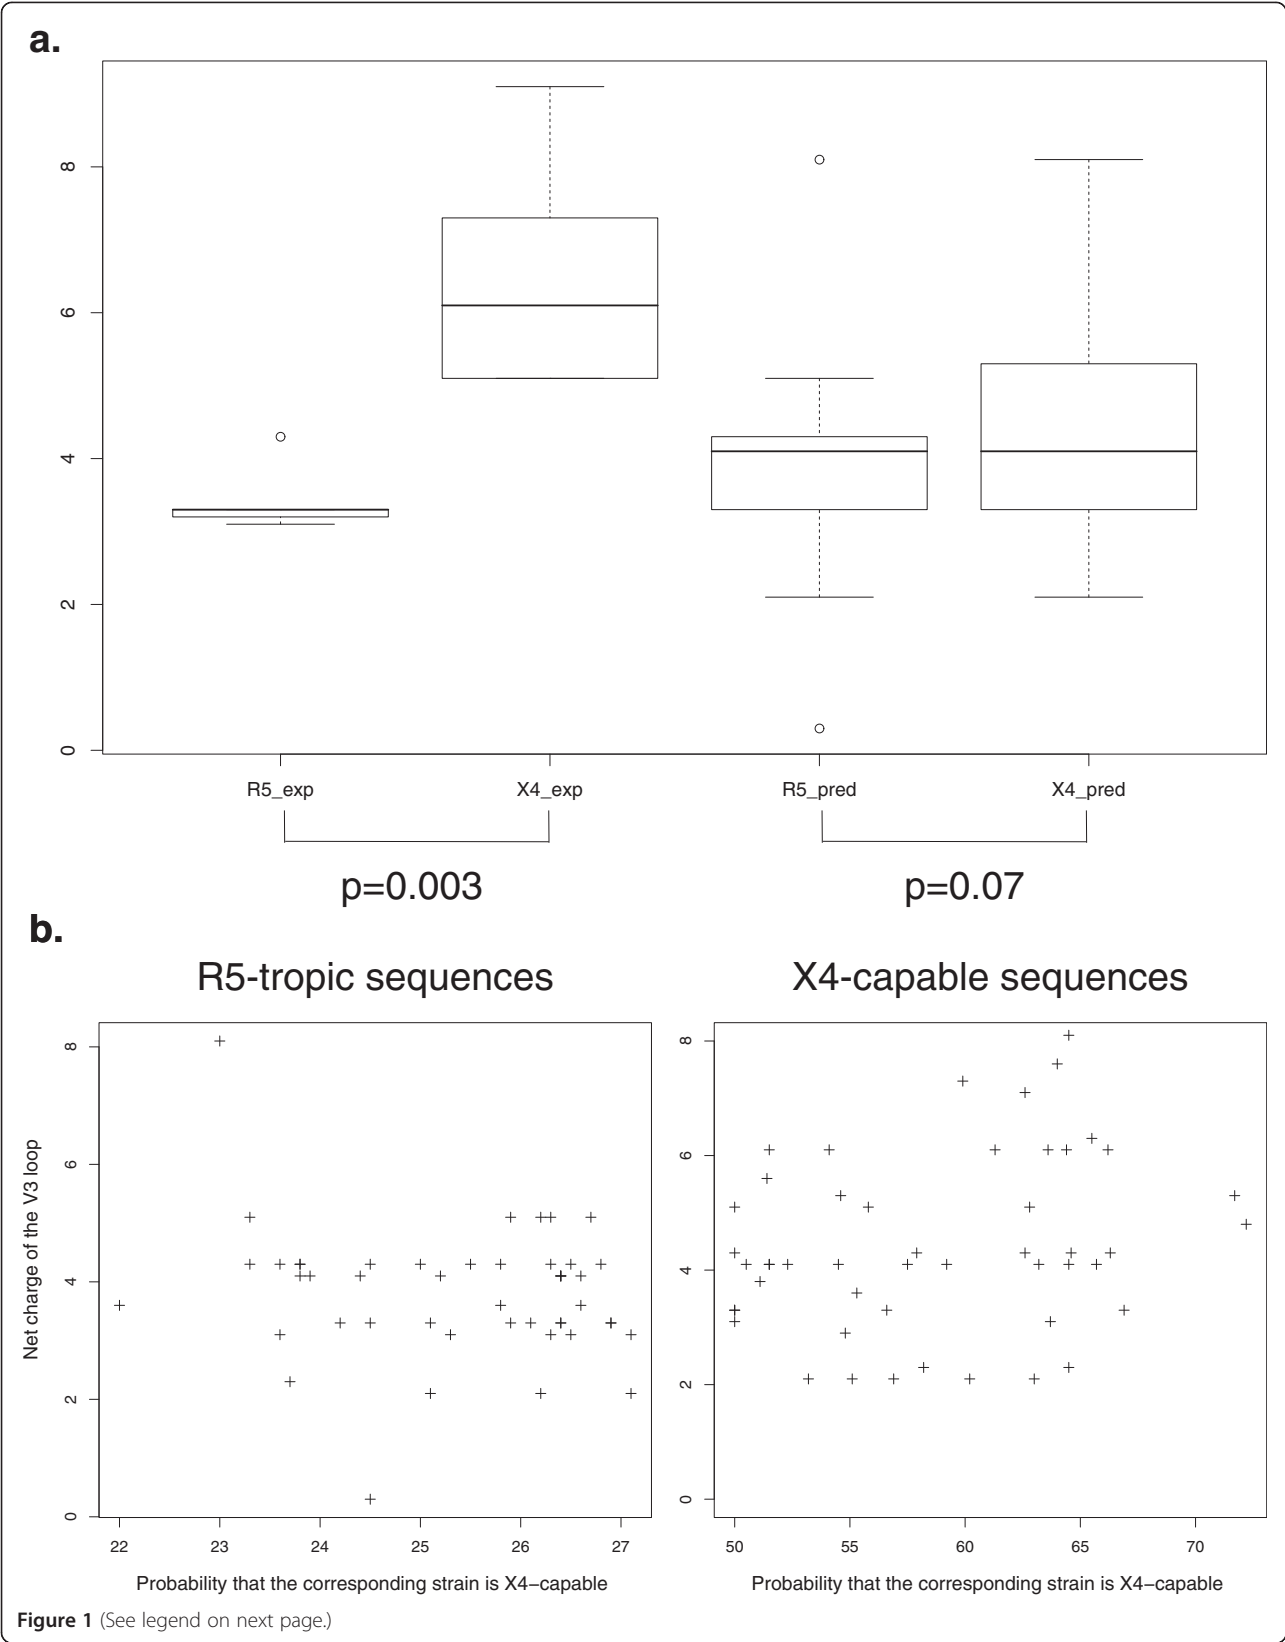 a.
8
6
4
2
0
R5_exp X4_exp R5_pred X4_pred
p=0.003 p=0.07
b.
R5-tropic sequences X4-capable sequences
Net charge of the V3 loop
8
6
4
2
0
22 23 24 25 26 27
Probability that the corresponding strain is X4−capable
8
6
4
2
0
50 55 60 65 70
Probability that the corresponding strain is X4−capable
Figure 1 (See legend on next page.)